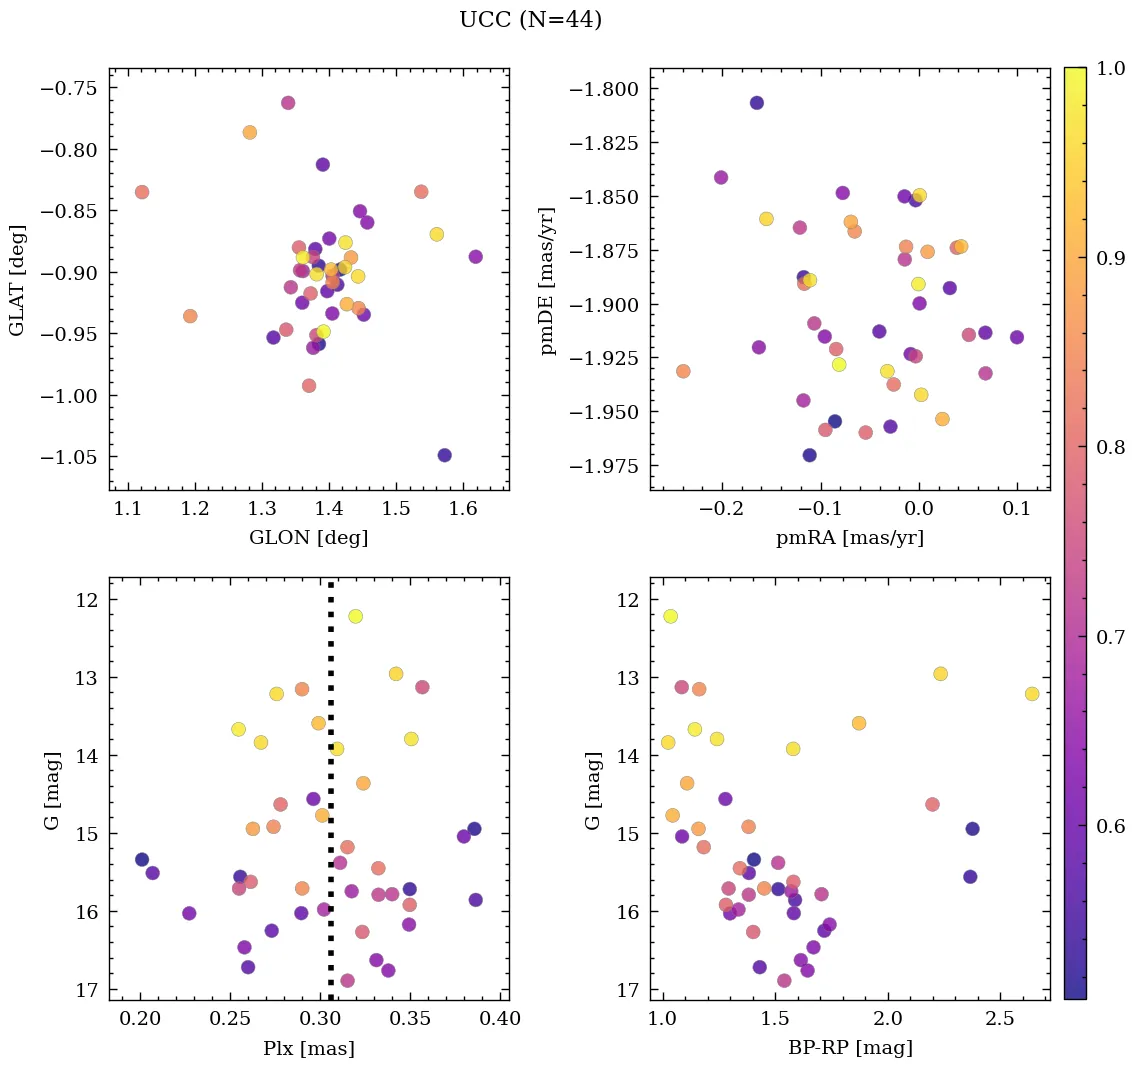 UCC (N=44)
−0.75
−0.80
−0.85
−0.90
−0.95
−1.00
−1.05
GLAT [deg]
1.1 1.2 1.3 1.4 1.5 1.6
GLON [deg]
−1.800
−1.825
−1.850
−1.875
−1.900
−1.925
−1.950
−1.975
pmDE [mas/yr]
−0.2 −0.1 0.0 0.1
pmRA [mas/yr]
12
13
14
15
16
17
G [mag]
0.20 0.25 0.30 0.35 0.40
Plx [mas]
12
13
14
15
16
17
G [mag]
1.0 1.5 2.0 2.5
BP-RP [mag]
1.0
0.9
0.8
0.7
0.6